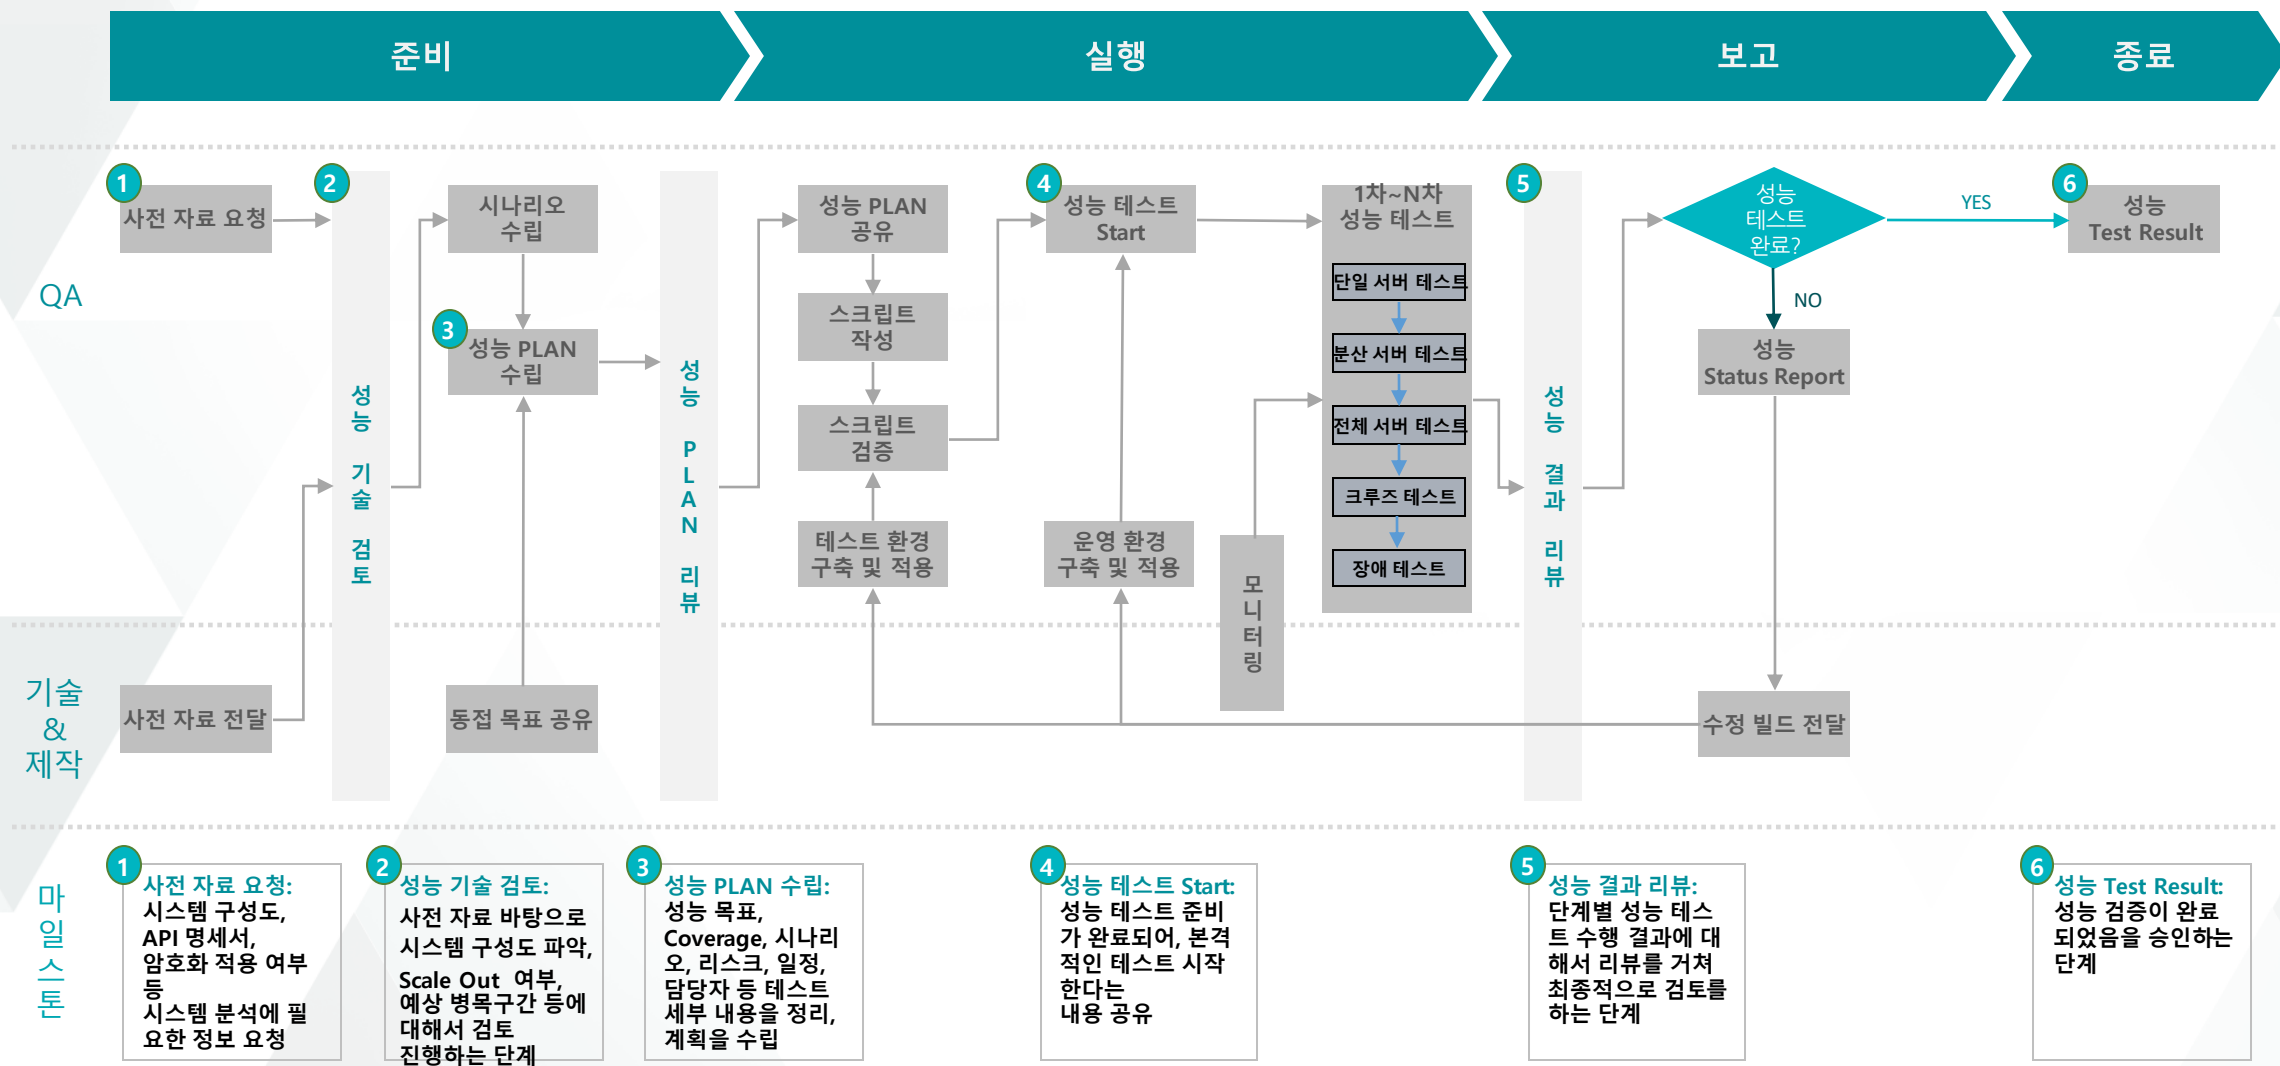 준비
실행
보고
종료
QA
1
사전 자료 요청
2
성
능
기
술
검
토
시나리오
수립
3
성능 PLAN
수립
성
능
P
L
A
N
리
뷰
성능 PLAN
공유
스크립트
작성
스크립트
검증
테스트 환경
구축 및 적용
4
성능 테스트
Start
운영 환경
구축 및 적용
모
니
터
링
1차~N차
성능 테스트
단일 서버 테스트
분산 서버 테스트
전체 서버 테스트
크루즈 테스트
장애 테스트
5
성
능
결
과
리
뷰
성능
테스트
완료?
YES
NO
성능
Status Report
6
성능
Test Result
기술
&
제작
사전 자료 전달
동접 목표 공유
수정 빌드 전달
마
일
스
톤
1
사전 자료 요청:
시스템 구성도,
API 명세서,
암호화 적용 여부
등
시스템 분석에 필
요한 정보 요청
2
성능 기술 검토:
사전 자료 바탕으로
시스템 구성도 파악,
Scale Out 여부,
예상 병목구간 등에
대해서 검토
진행하는 단계
3
성능 PLAN 수립:
성능 목표,
Coverage, 시나리
오, 리스크, 일정,
담당자 등 테스트
세부 내용을 정리,
계획을 수립
4
성능 테스트 Start:
성능 테스트 준비
가 완료되어, 본격
적인 테스트 시작
한다는
내용 공유
5
성능 결과 리뷰:
단계별 성능 테스
트 수행 결과에 대
해서 리뷰를 거쳐
최종적으로 검토를
하는 단계
6
성능 Test Result:
성능 검증이 완료
되었음을 승인하는
단계